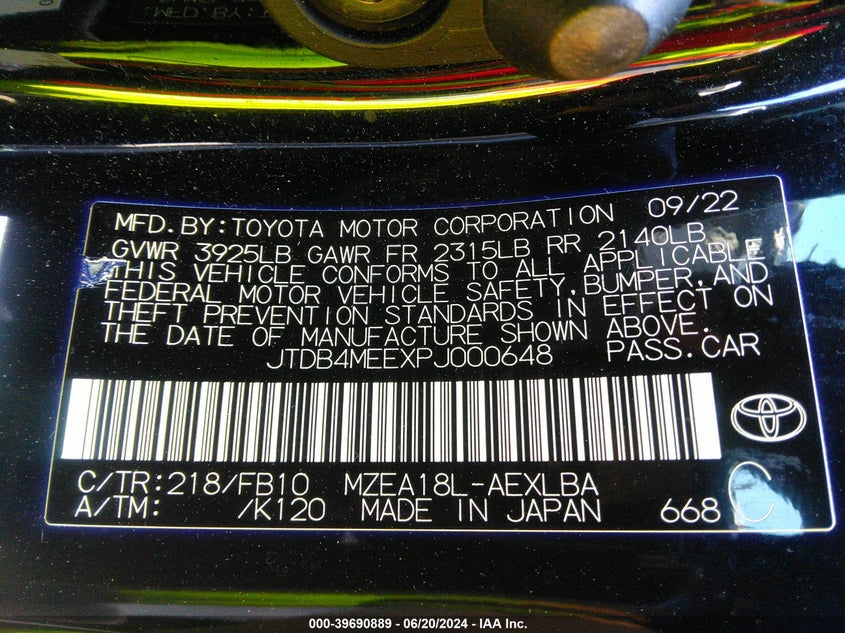 MFD.BY:TOYOTA MOTOR CORPORATION 09/22
GVWR 3925LB GAWR FR 2315LB RR 2140LB
THIS VEHICLE CONFORMS TO ALL APPLICABLE
FEDERAL MOTOR VEHICLE SAFETY,BUMPER,AND
THEFT PREVENTION STANDARDS IN EFFECT ON
THE DATE OF MANUFACTURE SHOWN ABOVE.
JTDB4MEEXPJ000648 PASS.CAR
C/TR:218/FB10 MZEA18L-AEXLBA C
A/TM: /K120 MADE IN JAPAN 668
000-39690889 - 06/20/2024 - IAA Inc.